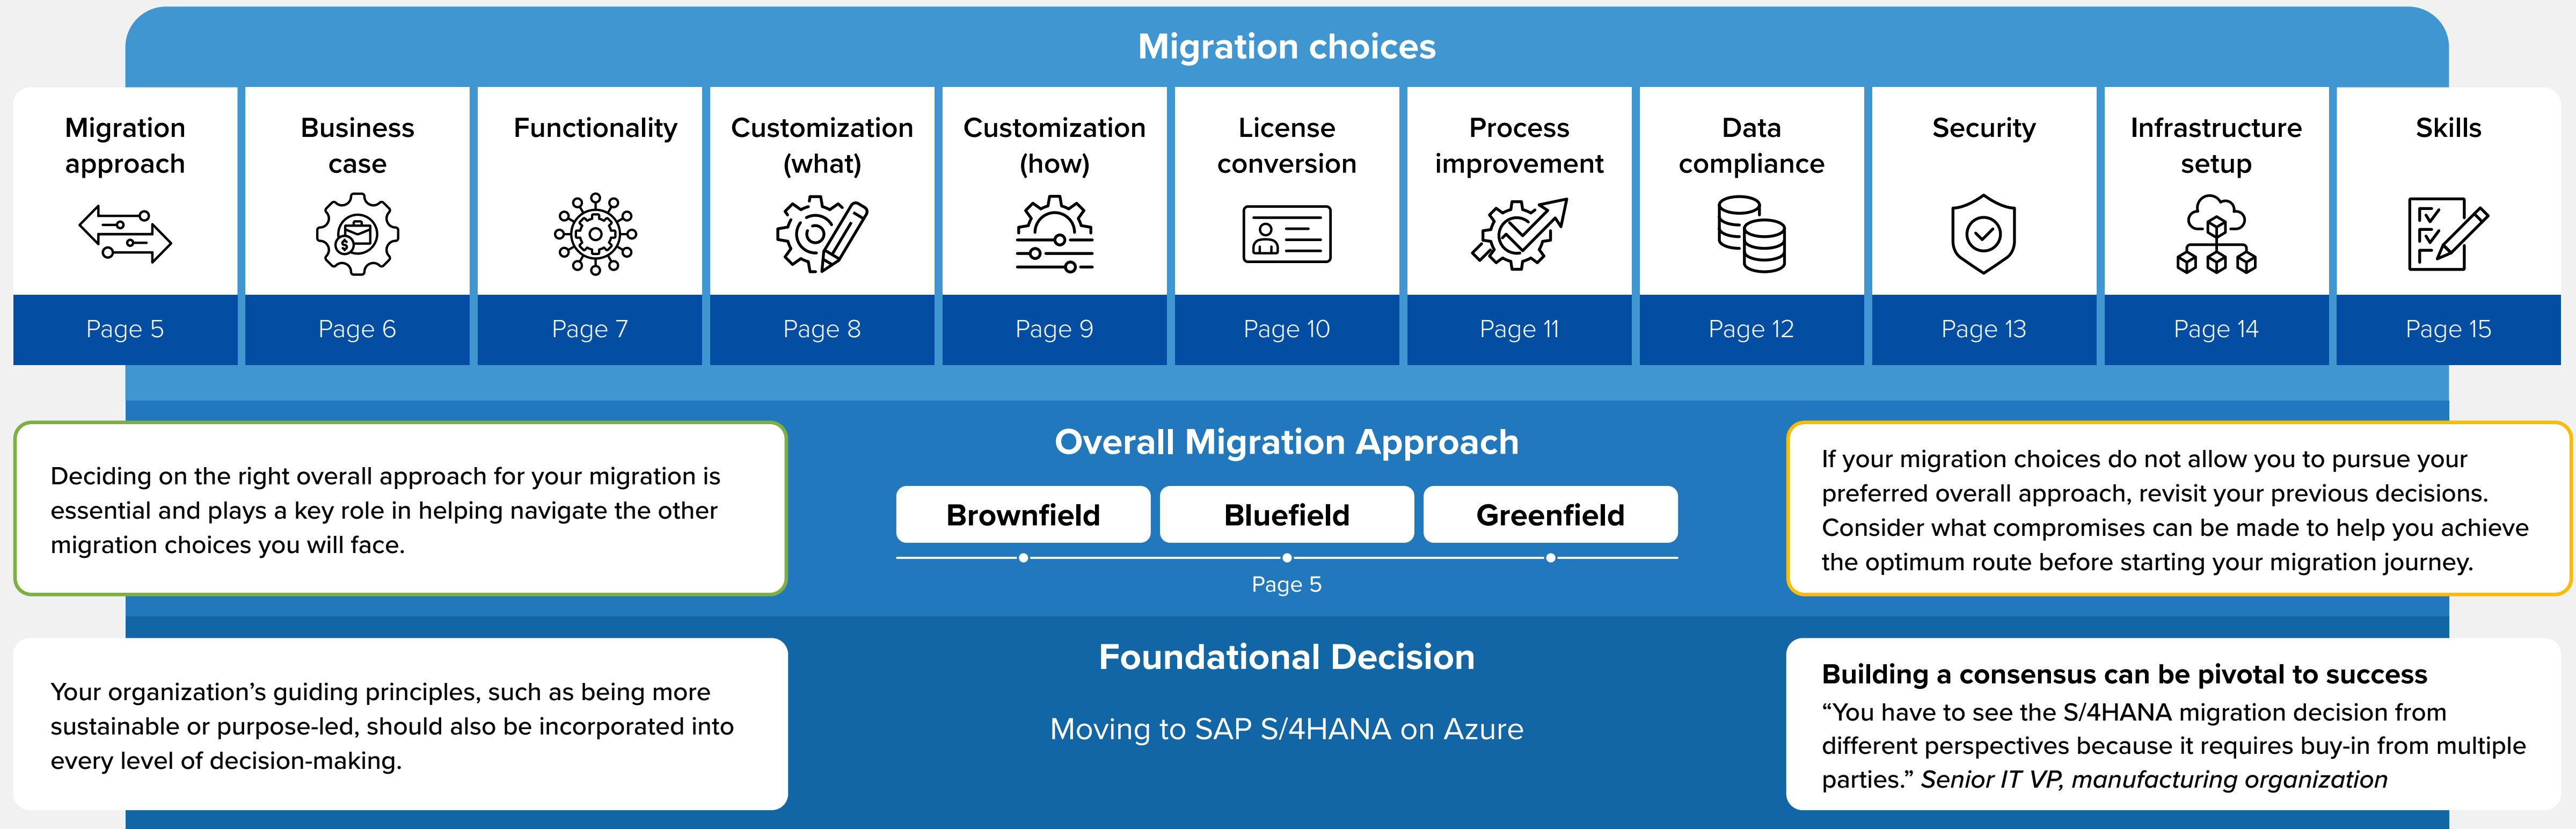 Migration choices
Migration
approach
Page 5
Business
case
Page 6
Functionality
Page 7
Customization
(what)
Page 8
Customization
(how)
Page 9
License
conversion
Page 10
Process
improvement
Page 11
Data
compliance
Page 12
Security
Page 13
Infrastructure
setup
Page 14
Skills
Page 15
Deciding on the right overall approach for your migration is
essential and plays a key role in helping navigate the other
migration choices you will face.
Overall Migration Approach
Brownfield
Bluefield
Greenfield
Page 5
If your migration choices do not allow you to pursue your
preferred overall approach, revisit your previous decisions.
Consider what compromises can be made to help you achieve
the optimum route before starting your migration journey.
Your organization’s guiding principles, such as being more
sustainable or purpose-led, should also be incorporated into
every level of decision-making.
Foundational Decision
Moving to SAP S/4HANA on Azure
Building a consensus can be pivotal to success
“You have to see the S/4HANA migration decision from
different perspectives because it requires buy-in from multiple
parties.” Senior IT VP, manufacturing organization